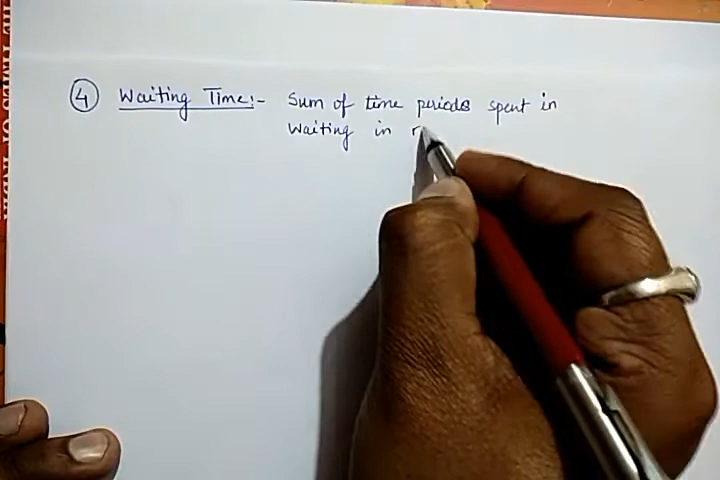 ④ Waiting Time:- Sum of time periods spent in
waiting in r